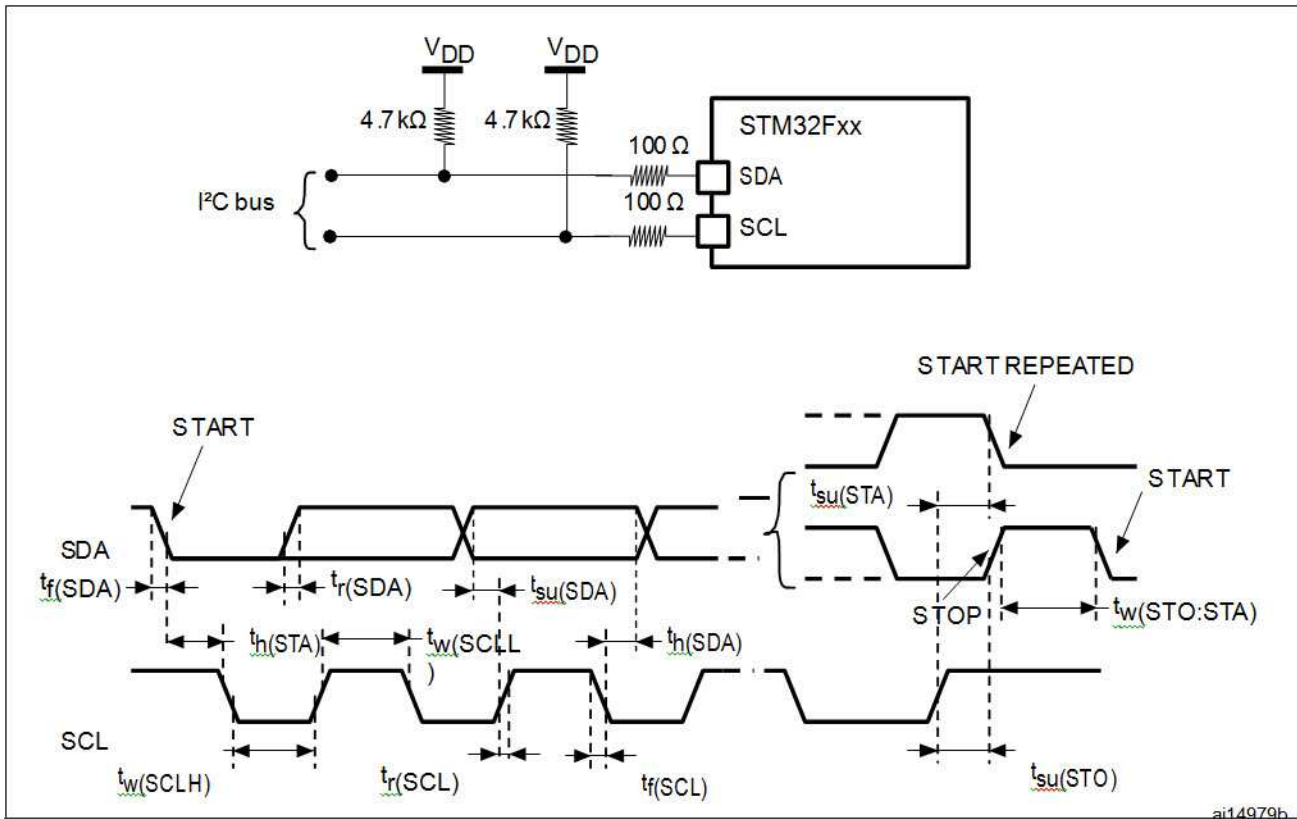 VDD
VDD
4.7 kΩ
4.7 kΩ
STM32Fxx
100 Ω
SDA
I²C bus
100 Ω
SCL
START REPEATED
START
tsu(STA)
START
SDA
tf(SDA)
tr(SDA)
tsu(SDA)
STOP
tw(STO:STA)
th(STA)
tw(SCLL
)
th(SDA)
SCL
tw(SCLH)
tr(SCL)
tf(SCL)
tsu(STO)
ai14979b